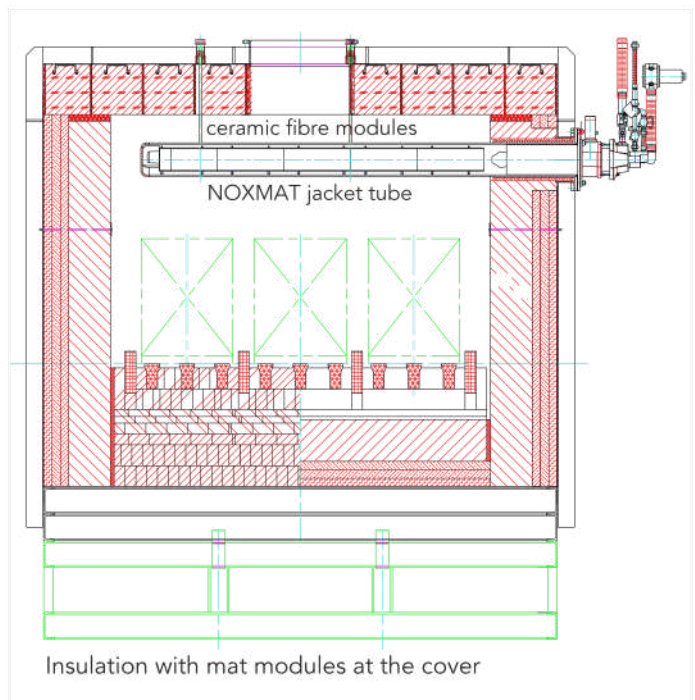 ceramic fibre modules
NOXMAT jacket tube
Insulation with mat modules at the cover